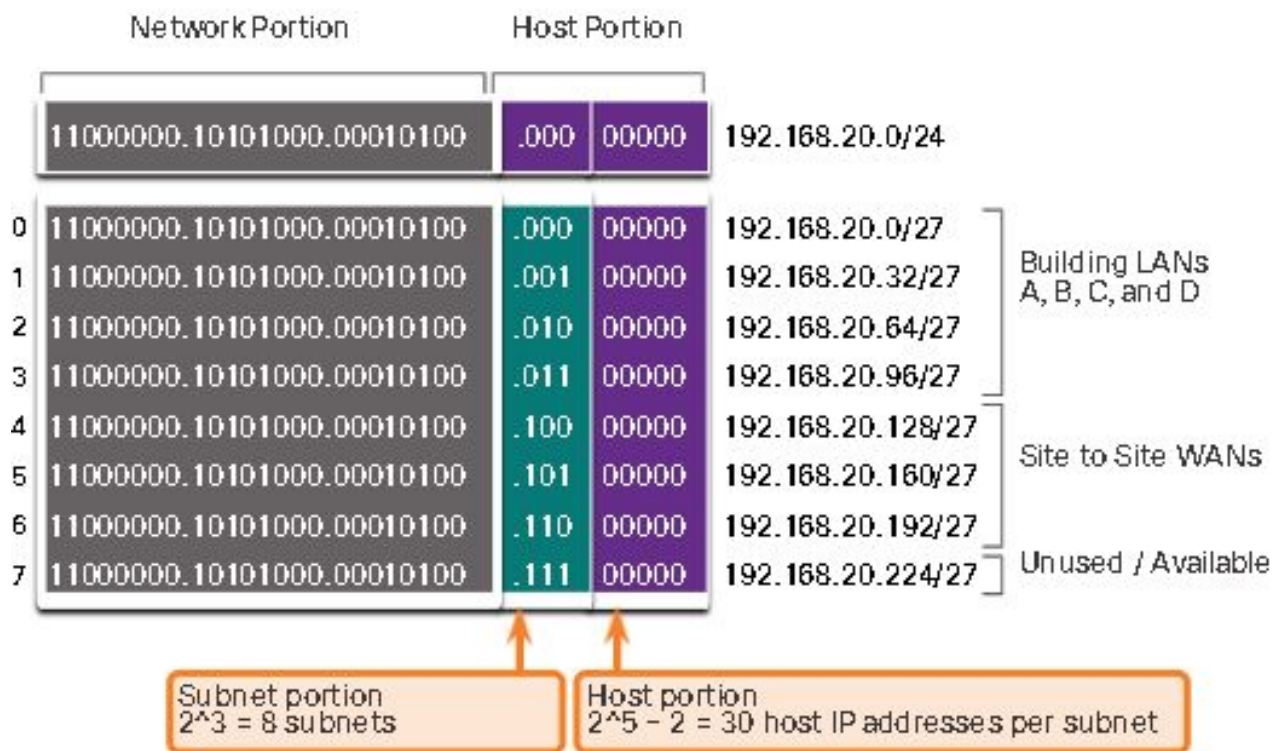 Network Portion Host Portion
11000000.10101000.00010100 .000 00000 192.168.20.0/24
0 11000000.10101000.00010100 .000 00000 192.168.20.0/27
1 11000000.10101000.00010100 .001 00000 192.168.20.32/27
2 11000000.10101000.00010100 .010 00000 192.168.20.64/27
3 11000000.10101000.00010100 .011 00000 192.168.20.96/27
Building LANs
A, B, C, and D
4 11000000.10101000.00010100 .100 00000 192.168.20.128/27
5 11000000.10101000.00010100 .101 00000 192.168.20.160/27
6 11000000.10101000.00010100 .110 00000 192.168.20.192/27
Site to Site WANs
7 11000000.10101000.00010100 .111 00000 192.168.20.224/27
Unused / Available
Subnet portion
2^3 = 8 subnets
Host portion
2^5 - 2 = 30 host IP addresses per subnet